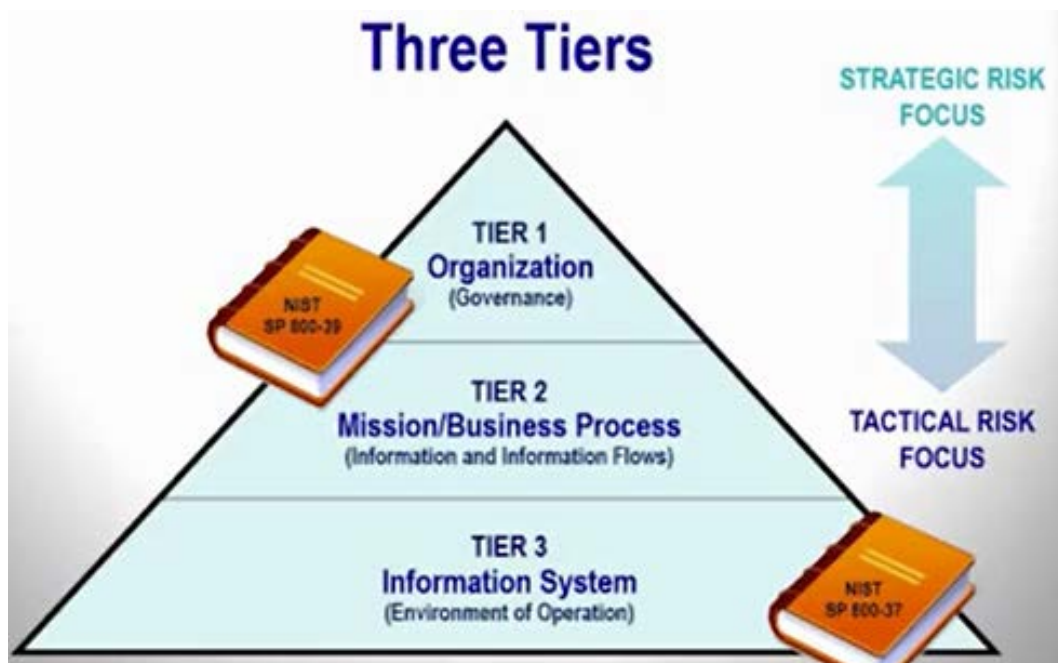 Three Tiers
STRATEGIC RISK
FOCUS
TIER 1
Organization
(Governance)
NIST
SP 800-39
TIER 2
Mission/Business Process
(Information and Information Flows)
TACTICAL RISK
FOCUS
TIER 3
Information System
(Environment of Operation)
NIST
SP 800-37